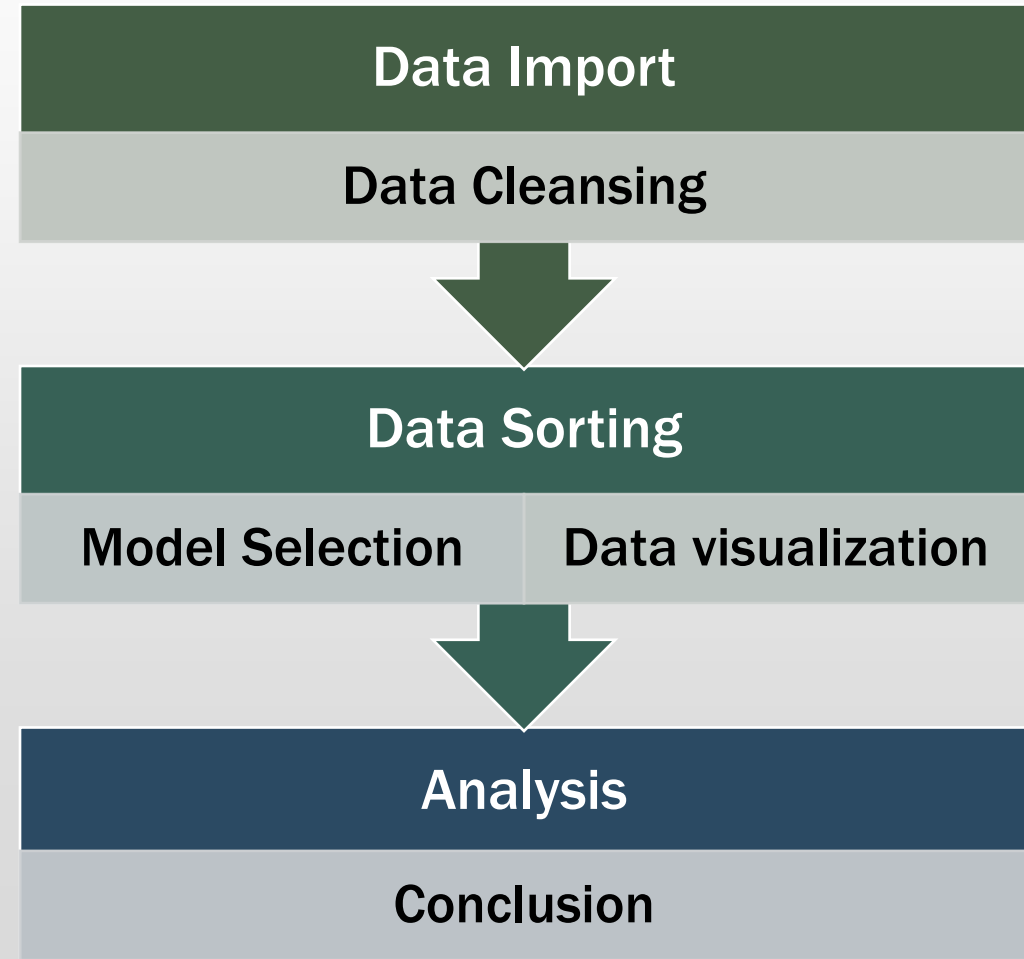 Data Import
Data Cleansing
Data Sorting
Model Selection
Data visualization
Analysis
Conclusion